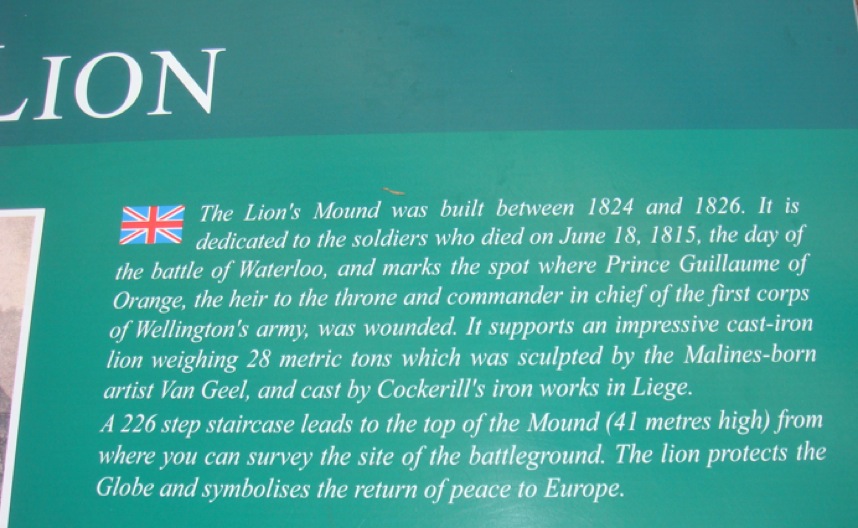 LION
The Lion's Mound was built between 1824 and 1826. It is
dedicated to the soldiers who died on June 18, 1815, the day of
the battle of Waterloo, and marks the spot where Prince Guillaume of
Orange, the heir to the throne and commander in chief of the first corps
of Wellington's army, was wounded. It supports an impressive cast-iron
lion weighing 28 metric tons which was sculpted by the Malines-born
artist Van Geel, and cast by Cockerill's iron works in Liege.
A 226 step staircase leads to the top of the Mound (41 metres high) from
where you can survey the site of the battleground. The lion protects the
Globe and symbolises the return of peace to Europe.